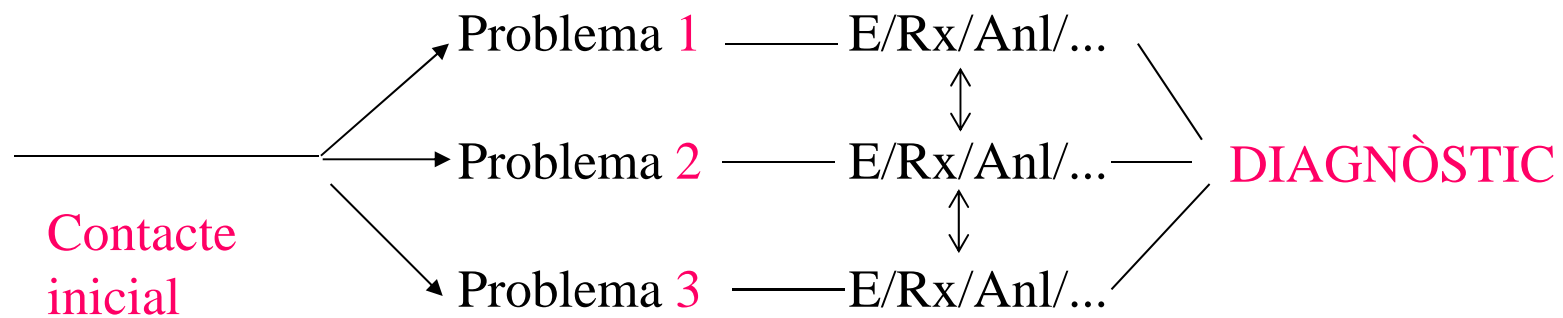 Problema 1
E/Rx/Anl/...
Problema 2
E/Rx/Anl/...
DIAGNÒSTIC
Contacte
inicial
Problema 3
E/Rx/Anl/...